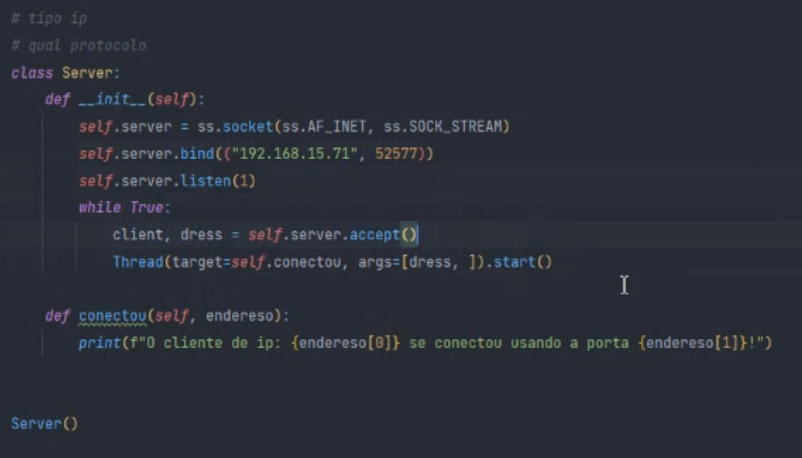 # tipo ip
# qual protocolo
class Server:
    def __init__(self):
        self.server = ss.socket(ss.AF_INET, ss.SOCK_STREAM)
        self.server.bind(("192.168.15.71", 52577))
        self.server.listen(1)
        while True:
            client, dress = self.server.accept()
            Thread(target=self.conectou, args=[dress, ]).start()
    def conectou(self, endereso):
        print(f"O cliente de ip: {endereso[0]} se conectou usando a porta {endereso[1]}!")
Server()